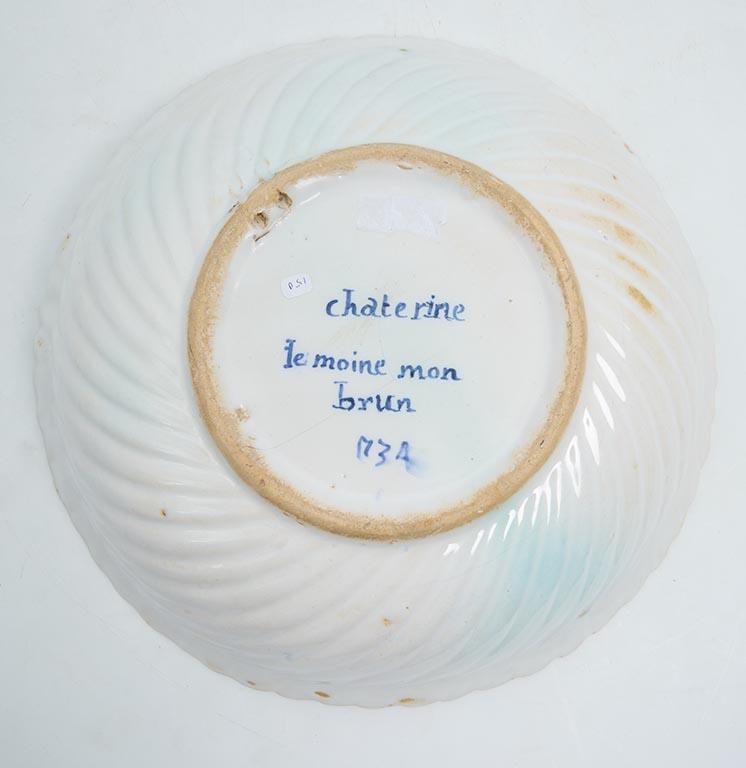 chaterine
le moine mon
brun
1734